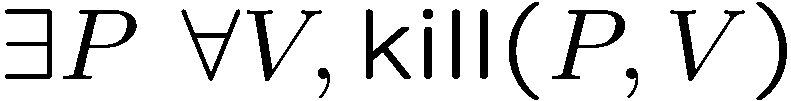 ∃P ∀V, kill(P, V)